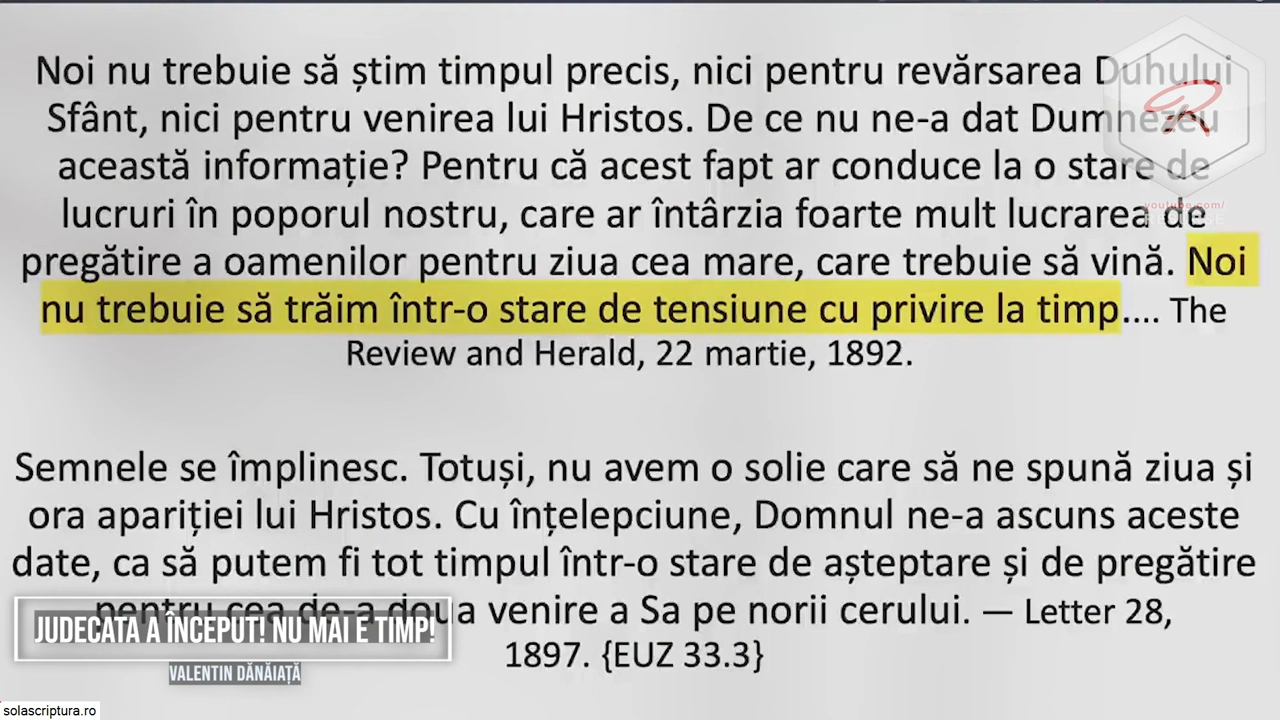 Noi nu trebuie să știm timpul precis, nici pentru revărsarea Duhului
Sfânt, nici pentru venirea lui Hristos. De ce nu ne-a dat Dumnezeu
această informație? Pentru că acest fapt ar conduce la o stare de
lucruri în poporul nostru, care ar întârzia foarte mult lucrarea de
youtube.com/
pregătire a oamenilor pentru ziua cea mare, care trebuie să vină. Noi
nu trebuie să trăim într-o stare de tensiune cu privire la timp.... The
Review and Herald, 22 martie, 1892.
Semnele se împlinesc. Totuși, nu avem o solie care să ne spună ziua și
ora apariției lui Hristos. Cu înțelepciune, Domnul ne-a ascuns aceste
date, ca să putem fi tot timpul într-o stare de așteptare și de pregătire
pentru cea de-a doua venire a Sa pe norii cerului. — Letter 28,
1897. {EUZ 33.3}
JUDECATA A ÎNCEPUT! NU MAI E TIMP!
VALENTIN DĂNĂIAȚĂ
solascriptura.ro